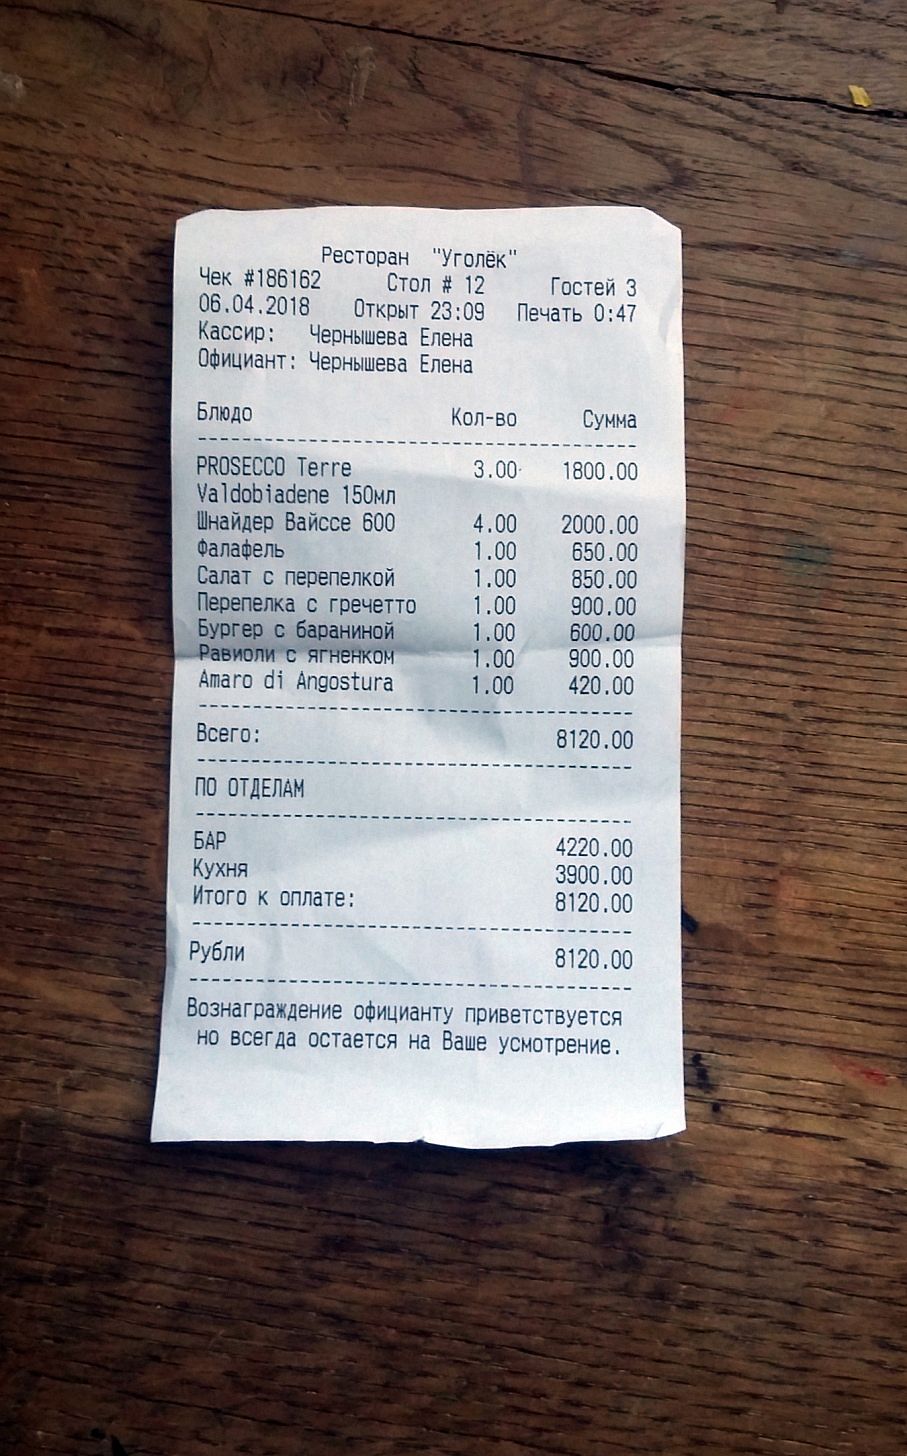 Ресторан "Уголёк"
Чек #186162 Стол # 12 Гостей 3
06.04.2018 Открыт 23:09 Печать 0:47
Кассир: Чернышева Елена
Официант: Чернышева Елена
Блюдо Кол-во Сумма
PROSECCO Terre 3.00 1800.00
Valdobiadene 150мл
Шнайдер Вайссе 600 4.00 2000.00
Фалафель 1.00 650.00
Салат с перепелкой 1.00 850.00
Перепелка с гречетто 1.00 900.00
Бургер с бараниной 1.00 600.00
Равиоли с ягненком 1.00 900.00
Amaro di Angostura 1.00 420.00
Всего: 8120.00
ПО ОТДЕЛАМ
БАР 4220.00
Кухня 3900.00
Итого к оплате: 8120.00
Рубли 8120.00
Вознаграждение официанту приветствуется
но всегда остается на Ваше усмотрение.